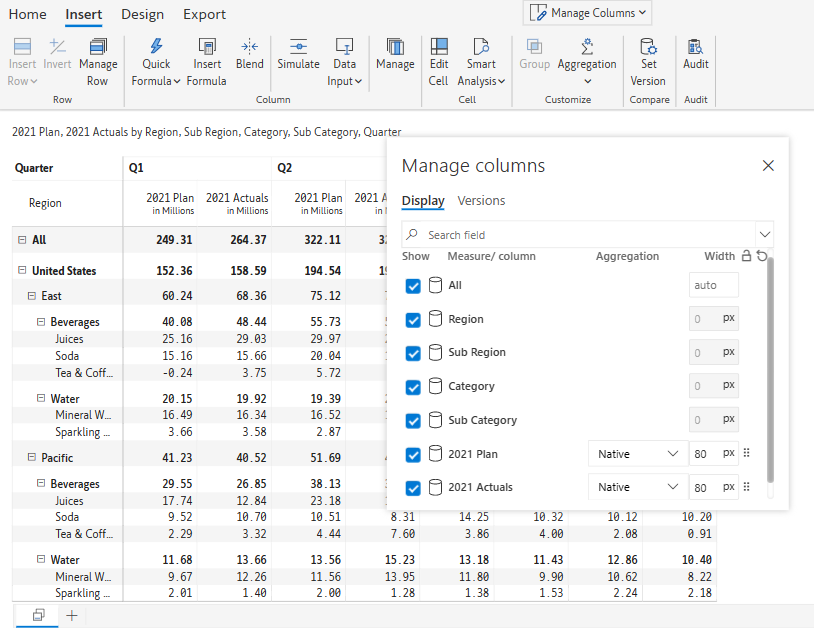 Home Insert Design Export Manage Columns
Insert Row Invert Manage Row Quick Formula Insert Formula Blend Simulate Data Input Manage Edit Cell Smart Analysis Group Aggregation Set Version Audit
Row Column Cell Customize Compare Audit
2021 Plan, 2021 Actuals by Region, Sub Region, Category, Sub Category, Quarter
Quarter Q1 Q2
Region 2021 Plan in Millions 2021 Actuals in Millions 2021 Plan in Millions 2021
All 249.31 264.37 322.11
United States 152.36 158.59 194.54
East 60.24 68.36 75.12
Beverages 40.08 48.44 55.73
Juices 25.16 29.03 29.97
Soda 15.16 15.66 20.04
Tea & Coff... -0.24 3.75 5.72
Water 20.15 19.92 19.39
Mineral W... 16.49 16.34 16.52
Sparkling ... 3.66 3.58 2.87
Pacific 41.23 40.52 51.69
Beverages 29.55 26.85 38.13
Juices 17.74 12.84 23.18
Soda 9.52 10.70 10.51 8.31 14.25 10.32 10.12 10.20
Tea & Coff... 2.29 3.32 4.44 7.60 3.86 4.00 2.08 0.91
Water 11.68 13.66 13.56 15.23 13.18 11.43 12.86 10.40
Mineral W... 9.67 12.26 11.56 13.95 11.80 9.90 10.62 8.22
Sparkling ... 2.01 1.40 2.00 1.28 1.38 1.53 2.24 2.18
Manage columns
Display Versions
Search field
Show Measure/ column Aggregation Width
All auto
Region 0 px
Sub Region 0 px
Category 0 px
Sub Category 0 px
2021 Plan Native 80 px
2021 Actuals Native 80 px